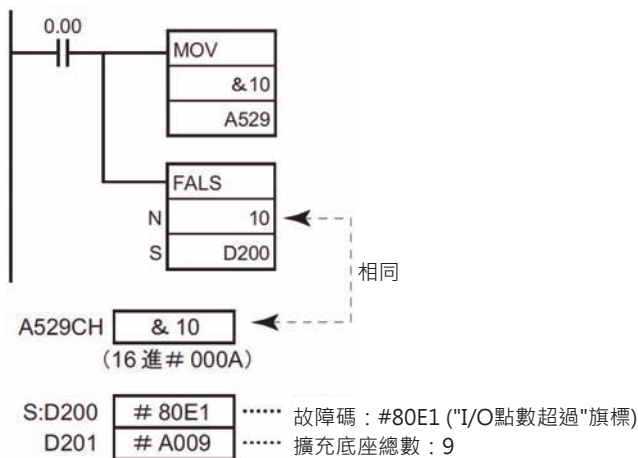 0.00
MOV
&10
A529
FALS
N 10
S D200
相同
A529CH & 10
(16進# 000A)
S:D200 # 80E1 …… 故障碼：#80E1 ("I/O點數超過"旗標)
D201 # A009 …… 擴充底座總數：9